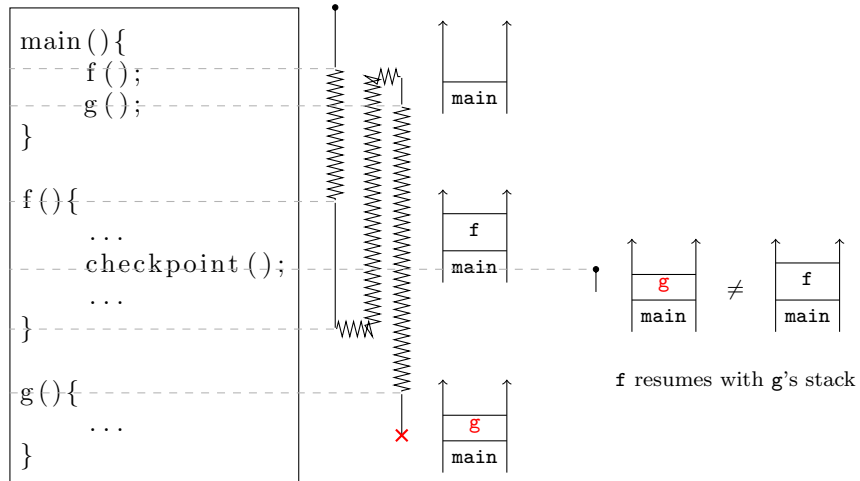 main(){
f();
g();
}
f(){
...
checkpoint();
...
}
g(){
...
}
main
f
main
g
main
g
main
≠
f
main
f resumes with g's stack